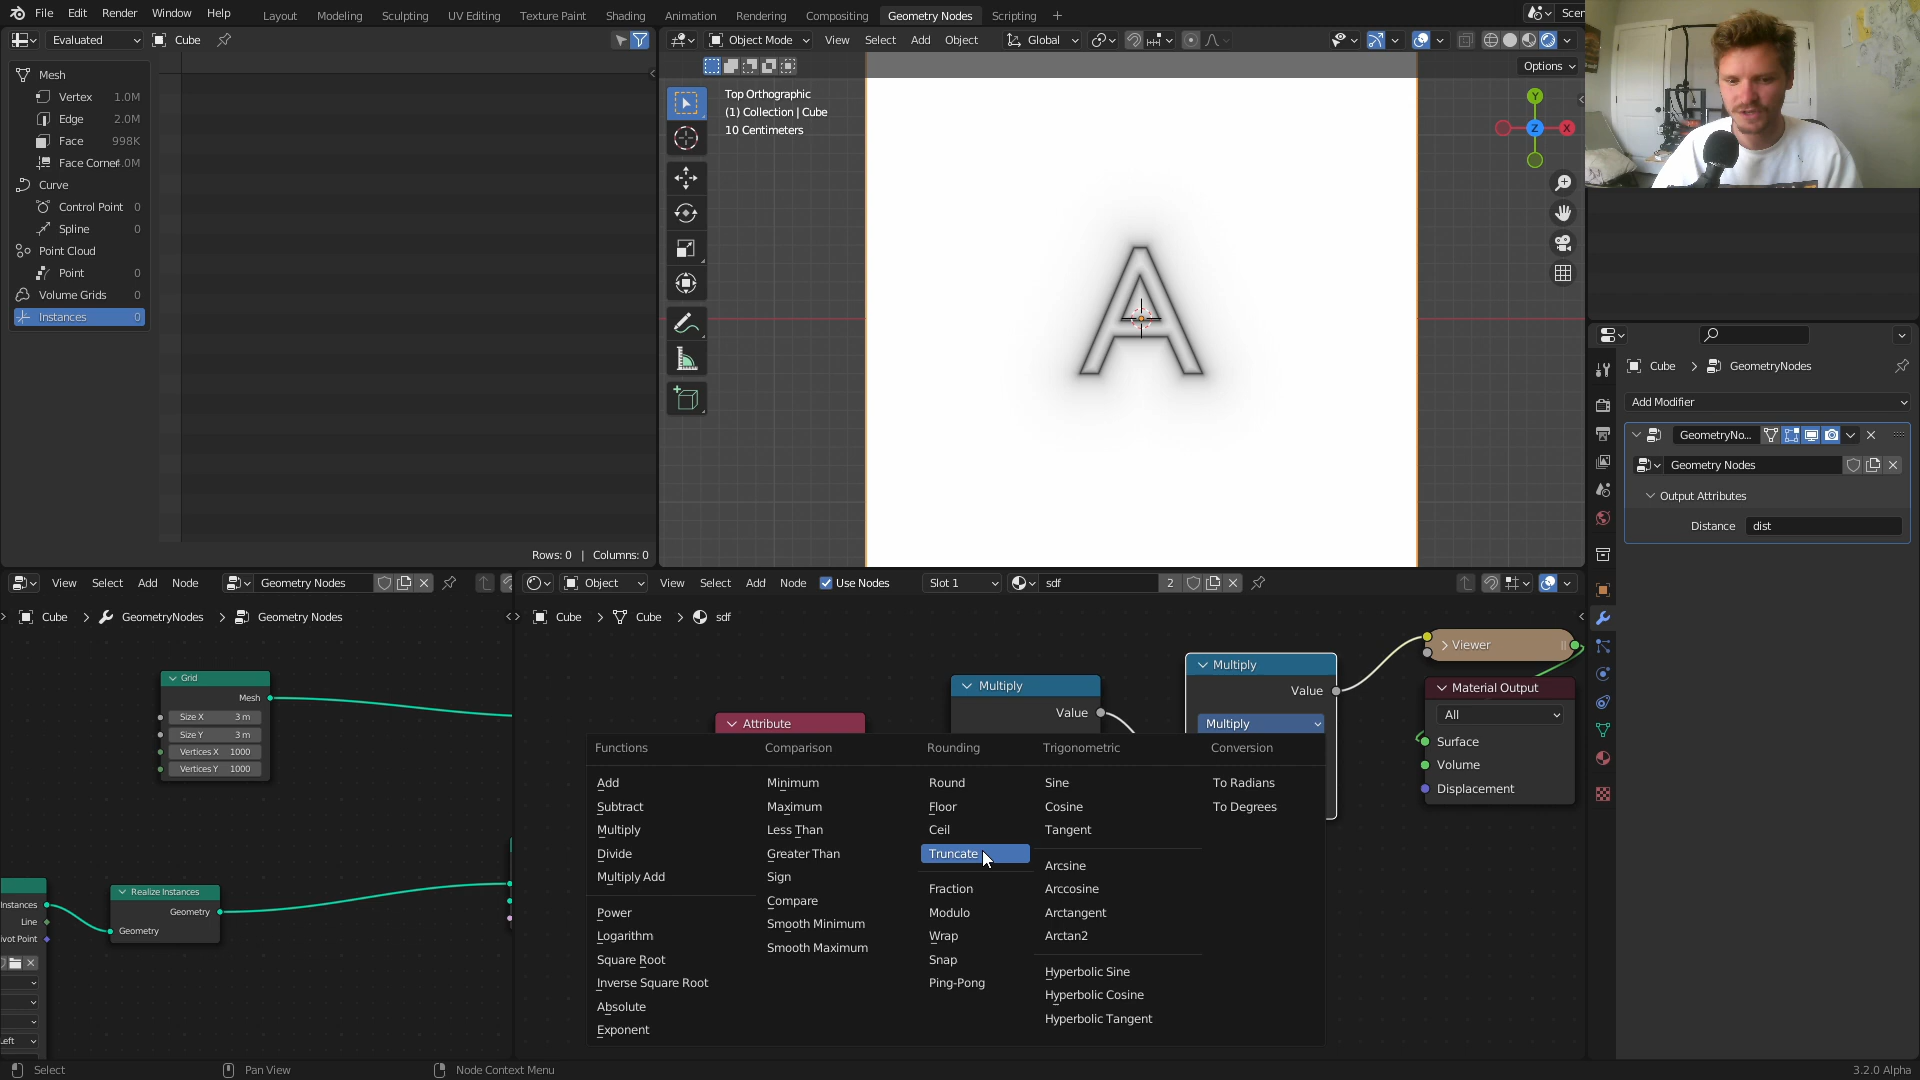 File Edit Render Window Help
Layout Modeling Sculpting UV Editing Texture Paint Shading Animation Rendering Compositing Geometry Nodes Scripting +
Scen
Evaluated Cube
Object Mode View Select Add Object Global
Options
Mesh
Vertex 1.0M
Edge 2.0M
Face 998K
Face Corner
Curve
Control Point 0
Spline 0
Point Cloud
Point 0
Volume Grids 0
Instances 0
Rows: 0 | Columns: 0
Top Orthographic
(1) Collection | Cube
10 Centimeters
Y
Z
X
A
Cube > GeometryNodes
Add Modifier
GeometryNo...
Geometry Nodes
Output Attributes
Distance dist
View Select Add Node Geometry Nodes
Cube > GeometryNodes > Geometry Nodes
Grid
Mesh
Size X 3 m
Size Y 3 m
Vertices X 1000
Vertices Y 1000
Realize Instances
Geometry
Geometry
Instances
Line
ivot Point
Left
Object View Select Add Node Use Nodes Slot 1 sdf 2
Cube > Cube > sdf
Attribute
Multiply
Value
Multiply
Value
Multiply
Viewer
Material Output
All
Surface
Volume
Displacement
Functions
Add
Subtract
Multiply
Divide
Multiply Add
Power
Logarithm
Square Root
Inverse Square Root
Absolute
Exponent
Comparison
Minimum
Maximum
Less Than
Greater Than
Sign
Compare
Smooth Minimum
Smooth Maximum
Rounding
Round
Floor
Ceil
Truncate
Fraction
Modulo
Wrap
Snap
Ping-Pong
Trigonometric
Sine
Cosine
Tangent
Arcsine
Arccosine
Arctangent
Arctan2
Hyperbolic Sine
Hyperbolic Cosine
Hyperbolic Tangent
Conversion
To Radians
To Degrees
Select Pan View Node Context Menu
3.2.0 Alpha